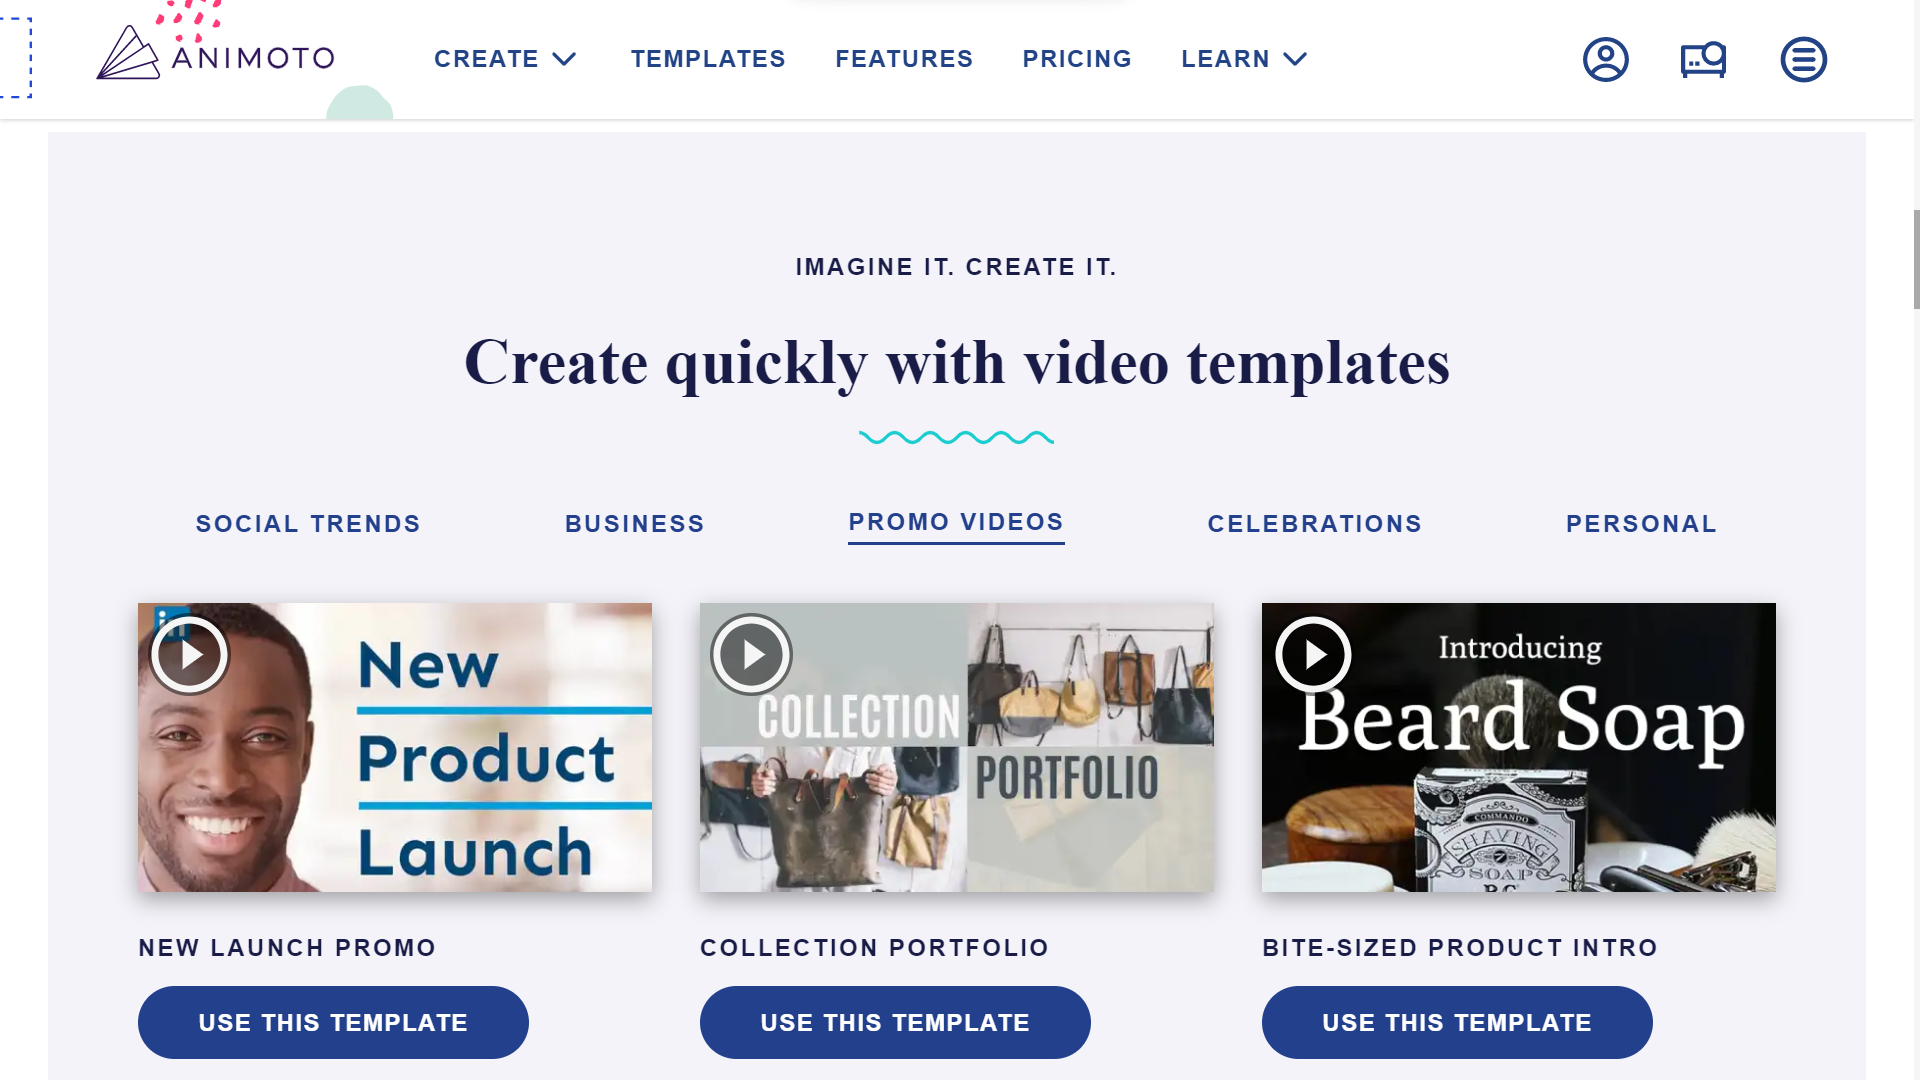 ANIMOTO
CREATE TEMPLATES FEATURES PRICING LEARN
IMAGINE IT. CREATE IT.
Create quickly with video templates
SOCIAL TRENDS BUSINESS PROMO VIDEOS CELEBRATIONS PERSONAL
in
New
Product
Launch
COLLECTION
PORTFOLIO
Introducing
Beard Soap
COMMANDO
SHAVING
SOAP
NEW LAUNCH PROMO
COLLECTION PORTFOLIO
BITE-SIZED PRODUCT INTRO
USE THIS TEMPLATE
USE THIS TEMPLATE
USE THIS TEMPLATE